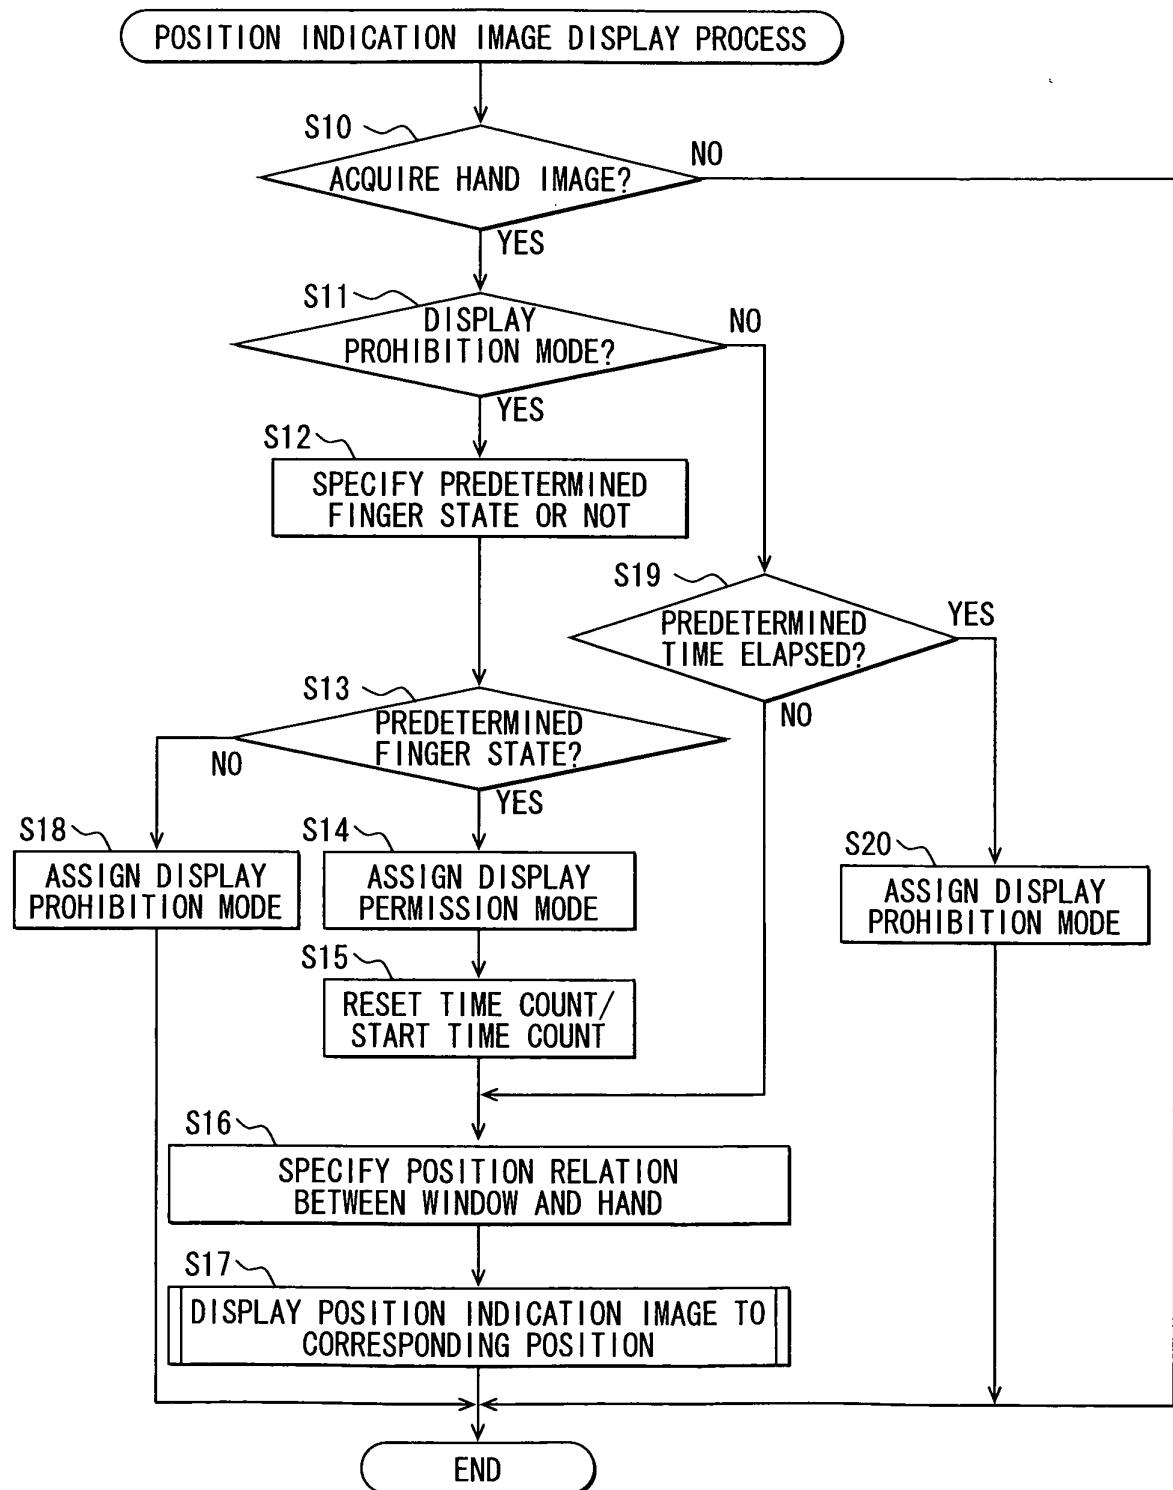 POSITION INDICATION IMAGE DISPLAY PROCESS
S10
ACQUIRE HAND IMAGE?
NO
YES
S11
DISPLAY
PROHIBITION MODE?
NO
YES
S12
SPECIFY PREDETERMINED
FINGER STATE OR NOT
S19
PREDETERMINED
TIME ELAPSED?
YES
NO
S13
PREDETERMINED
FINGER STATE?
NO
YES
S18
ASSIGN DISPLAY
PROHIBITION MODE
S14
ASSIGN DISPLAY
PERMISSION MODE
S20
ASSIGN DISPLAY
PROHIBITION MODE
S15
RESET TIME COUNT/
START TIME COUNT
S16
SPECIFY POSITION RELATION
BETWEEN WINDOW AND HAND
S17
DISPLAY POSITION INDICATION IMAGE TO
CORRESPONDING POSITION
END